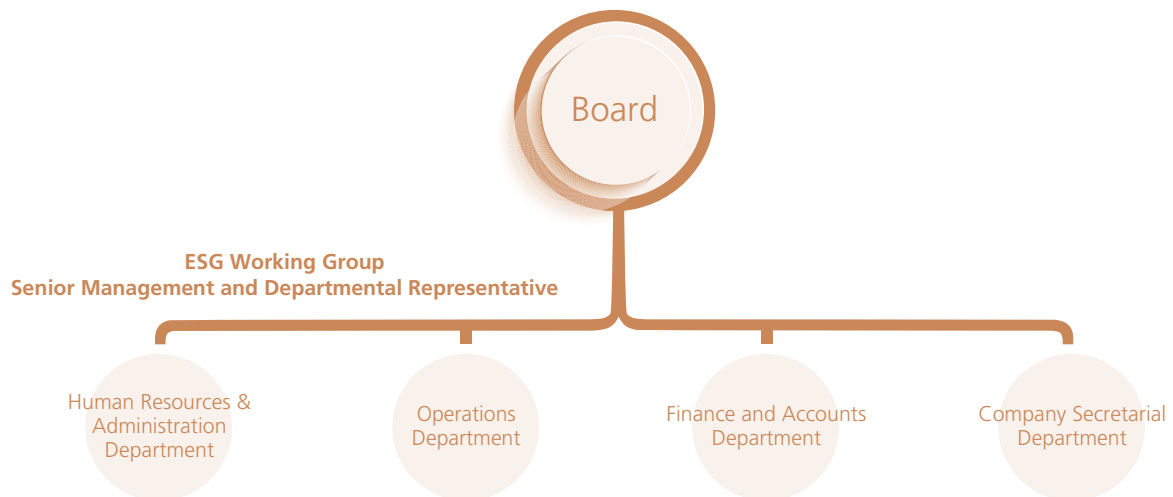 Board
ESG Working Group
Senior Management and Departmental Representative
Human Resources &
Administration
Department
Operations
Department
Finance and Accounts
Department
Company Secretarial
Department